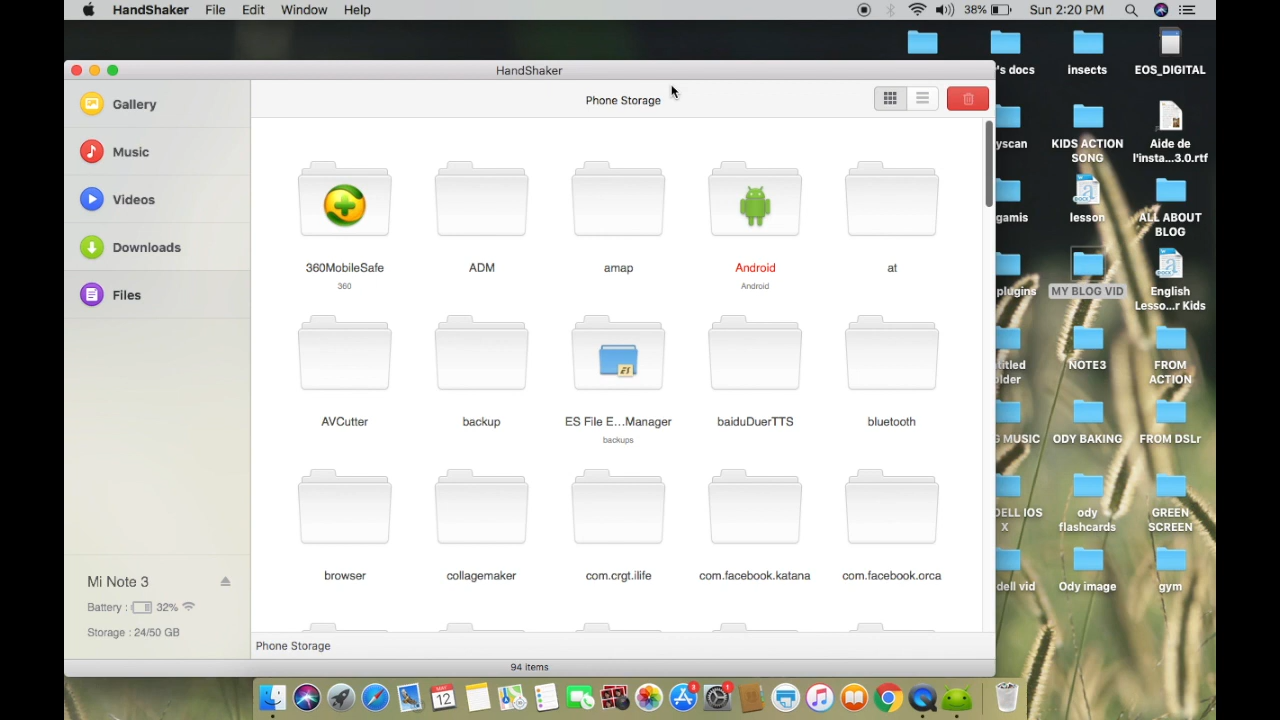 HandShaker File Edit Window Help
38% Sun 2:20 PM
HandShaker
Phone Storage
Gallery
Music
Videos
Downloads
Files
360MobileSafe
360
ADM
amap
Android
Android
at
AVCutter
backup
ES File E...Manager
backups
baiduDuerTTS
bluetooth
browser
collagemaker
com.crgt.ilife
com.facebook.katana
com.facebook.orca
Mi Note 3
Battery : 32%
Storage : 24/50 GB
Phone Storage
94 items
's docs
insects
EOS_DIGITAL
yscan
KIDS ACTION
SONG
Aide de
l'insta...3.0.rtf
gamis
lesson
ALL ABOUT
BLOG
plugins
MY BLOG VID
English
Lesso...r Kids
titled
lder
NOTE3
FROM
ACTION
G MUSIC
ODY BAKING
FROM DSLr
DELL IOS
X
ody
flashcards
GREEN
SCREEN
dell vid
Ody image
gym
12